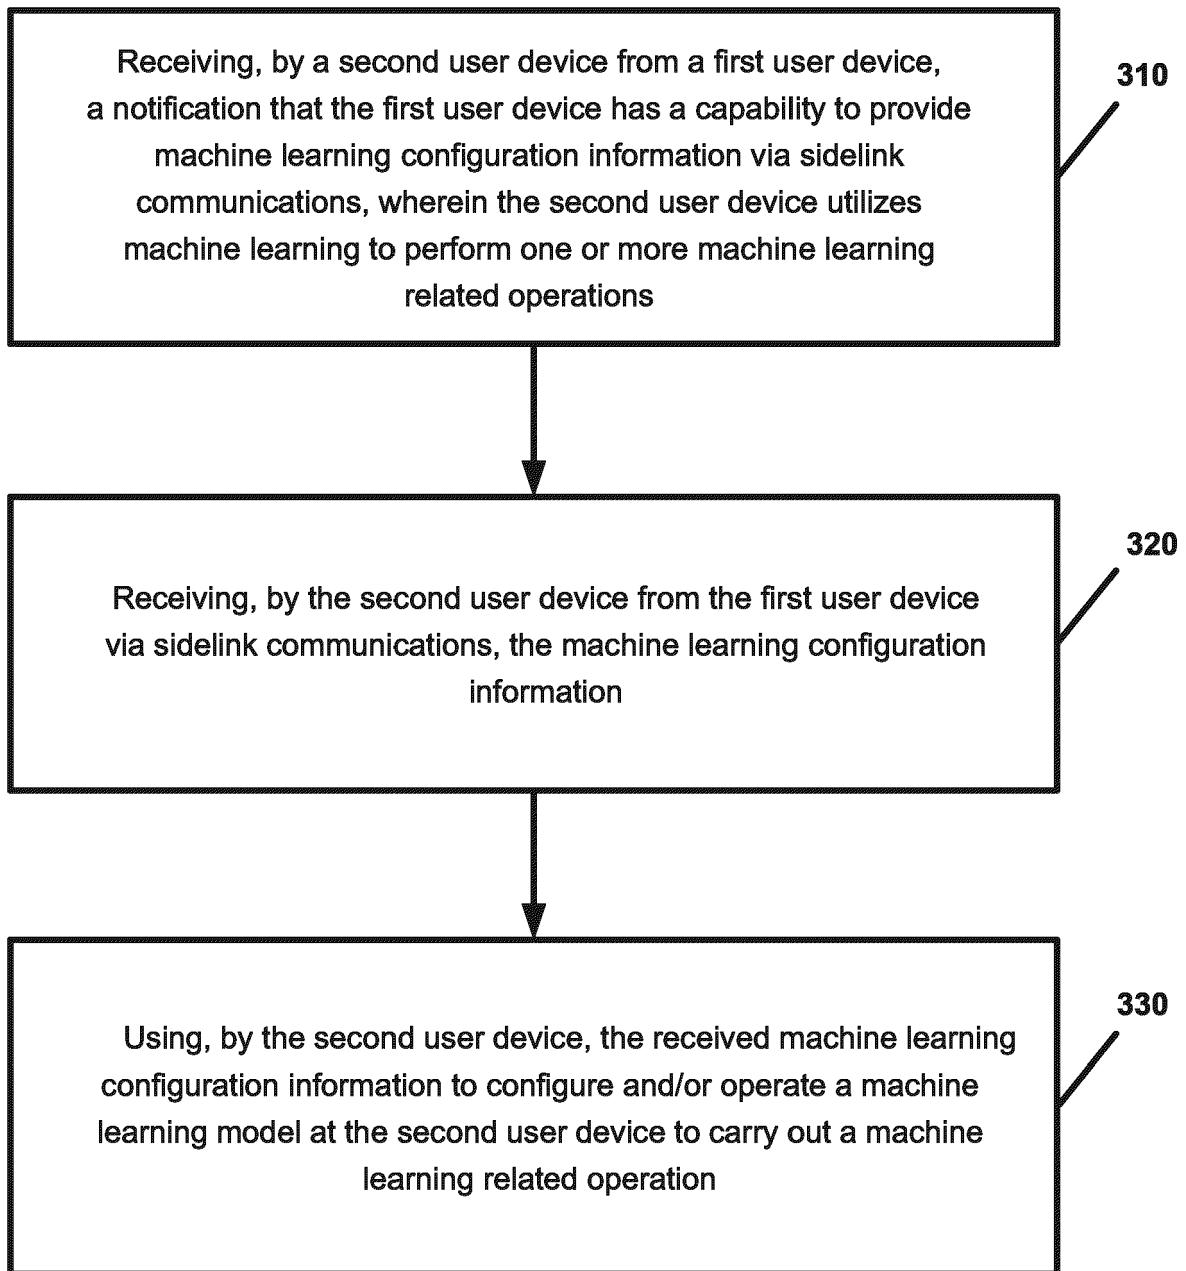 Receiving, by a second user device from a first user device,
a notification that the first user device has a capability to provide
machine learning configuration information via sidelink
communications, wherein the second user device utilizes
machine learning to perform one or more machine learning
related operations
310
Receiving, by the second user device from the first user device
via sidelink communications, the machine learning configuration
information
320
Using, by the second user device, the received machine learning
configuration information to configure and/or operate a machine
learning model at the second user device to carry out a machine
learning related operation
330